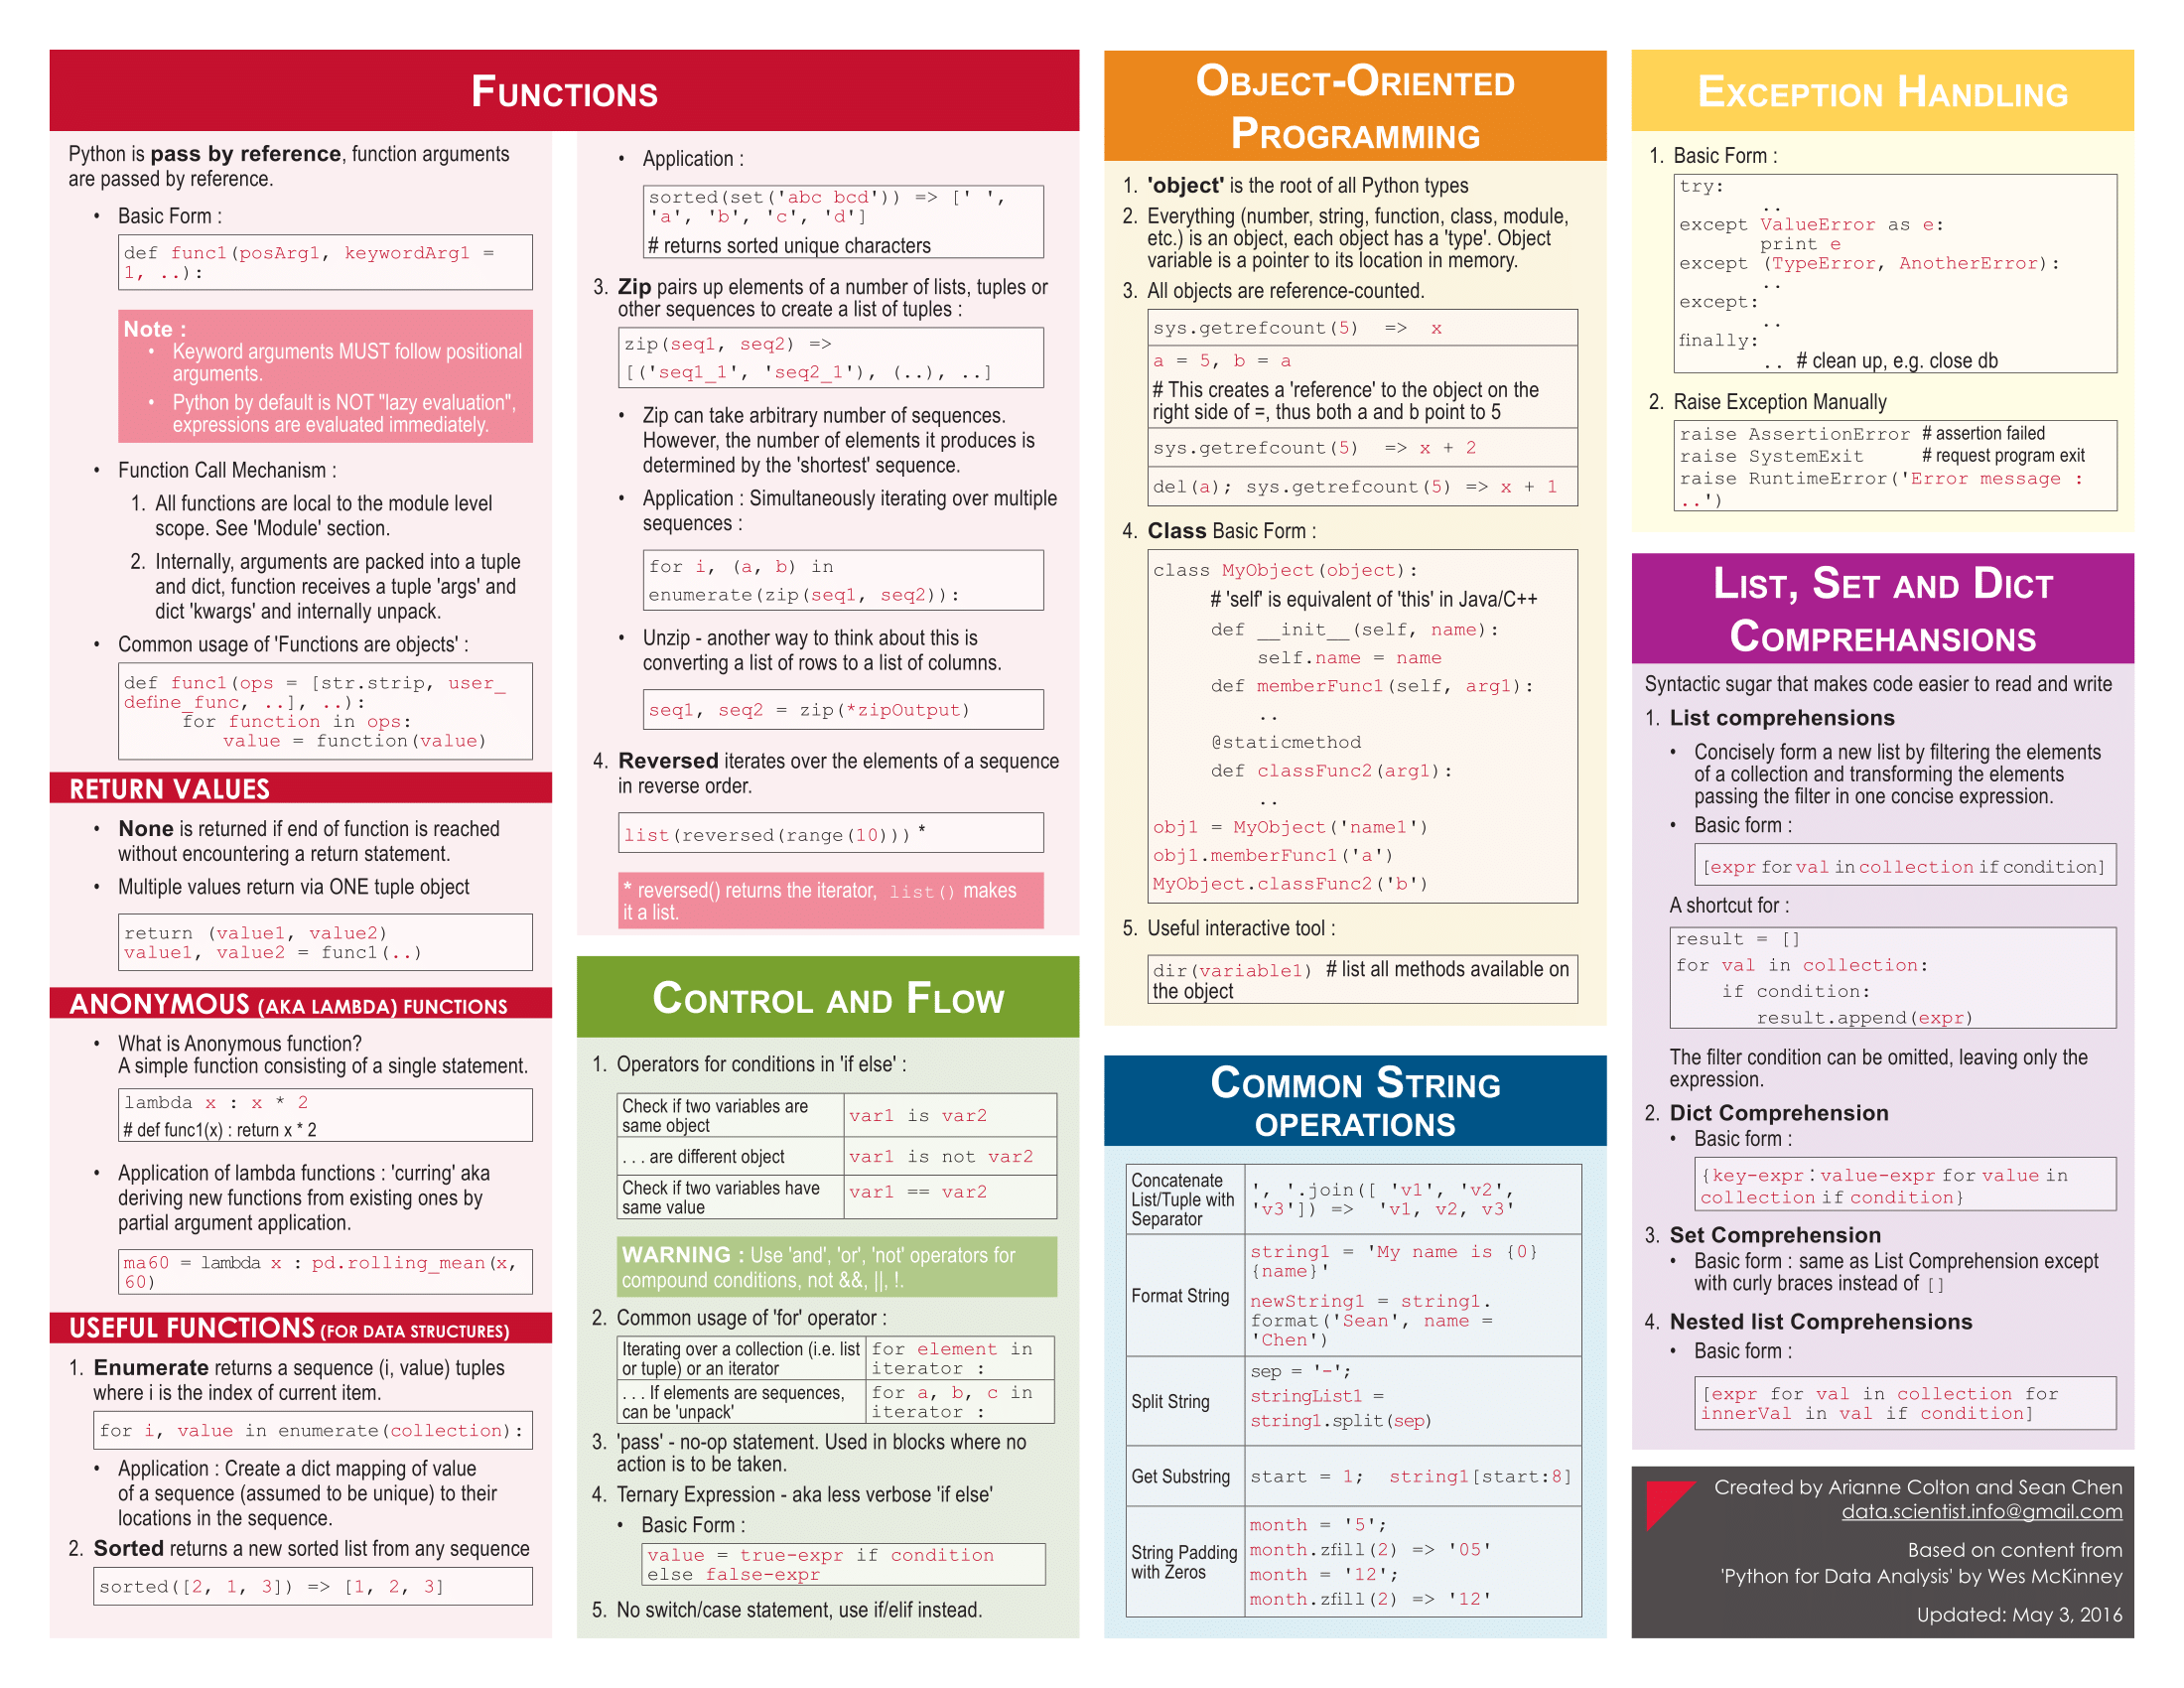 FUNCTIONS
Python is pass by reference, function arguments
are passed by reference.
• Basic Form :
def func1(posArg1, keywordArg1 =
1, ..):
Note :
• Keyword arguments MUST follow positional
arguments.
• Python by default is NOT "lazy evaluation",
expressions are evaluated immediately.
• Function Call Mechanism :
1. All functions are local to the module level
scope. See 'Module' section.
2. Internally, arguments are packed into a tuple
and dict, function receives a tuple 'args' and
dict 'kwargs' and internally unpack.
• Common usage of 'Functions are objects' :
def func1(ops = [str.strip, user_
define_func, ..], ..):
for function in ops:
value = function(value)
RETURN VALUES
• None is returned if end of function is reached
without encountering a return statement.
• Multiple values return via ONE tuple object
return (value1, value2)
value1, value2 = func1(..)
ANONYMOUS (AKA LAMBDA) FUNCTIONS
• What is Anonymous function?
A simple function consisting of a single statement.
lambda x : x * 2
# def func1(x) : return x * 2
• Application of lambda functions : 'curring' aka
deriving new functions from existing ones by
partial argument application.
ma60 = lambda x : pd.rolling_mean(x,
60)
USEFUL FUNCTIONS (FOR DATA STRUCTURES)
1. Enumerate returns a sequence (i, value) tuples
where i is the index of current item.
for i, value in enumerate(collection):
• Application : Create a dict mapping of value
of a sequence (assumed to be unique) to their
locations in the sequence.
2. Sorted returns a new sorted list from any sequence
sorted([2, 1, 3]) => [1, 2, 3]
• Application :
sorted(set('abc bcd')) => [' ',
'a', 'b', 'c', 'd']
# returns sorted unique characters
3. Zip pairs up elements of a number of lists, tuples or
other sequences to create a list of tuples :
zip(seq1, seq2) =>
[('seq1_1', 'seq2_1'), (..), ..]
• Zip can take arbitrary number of sequences.
However, the number of elements it produces is
determined by the 'shortest' sequence.
• Application : Simultaneously iterating over multiple
sequences :
for i, (a, b) in
enumerate(zip(seq1, seq2)):
• Unzip - another way to think about this is
converting a list of rows to a list of columns.
seq1, seq2 = zip(*zipOutput)
4. Reversed iterates over the elements of a sequence
in reverse order.
list(reversed(range(10))) *
* reversed() returns the iterator, list() makes
it a list.
CONTROL AND FLOW
1. Operators for conditions in 'if else' :
Check if two variables are
same object
var1 is var2
. . . are different object
var1 is not var2
Check if two variables have
same value
var1 == var2
WARNING : Use 'and', 'or', 'not' operators for
compound conditions, not &&, ||, !.
2. Common usage of 'for' operator :
Iterating over a collection (i.e. list
or tuple) or an iterator
for element in
iterator :
. . . If elements are sequences,
can be 'unpack'
for a, b, c in
iterator :
3. 'pass' - no-op statement. Used in blocks where no
action is to be taken.
4. Ternary Expression - aka less verbose 'if else'
• Basic Form :
value = true-expr if condition
else false-expr
5. No switch/case statement, use if/elif instead.
OBJECT-ORIENTED
PROGRAMMING
1. 'object' is the root of all Python types
2. Everything (number, string, function, class, module,
etc.) is an object, each object has a 'type'. Object
variable is a pointer to its location in memory.
3. All objects are reference-counted.
sys.getrefcount(5) => x
a = 5, b = a
# This creates a 'reference' to the object on the
right side of =, thus both a and b point to 5
sys.getrefcount(5) => x + 2
del(a); sys.getrefcount(5) => x + 1
4. Class Basic Form :
class MyObject(object):
# 'self' is equivalent of 'this' in Java/C++
def __init__(self, name):
self.name = name
def memberFunc1(self, arg1):
..
@staticmethod
def classFunc2(arg1):
..
obj1 = MyObject('name1')
obj1.memberFunc1('a')
MyObject.classFunc2('b')
5. Useful interactive tool :
dir(variable1) # list all methods available on
the object
COMMON STRING
OPERATIONS
Concatenate
List/Tuple with
Separator
', '.join([ 'v1', 'v2',
'v3']) => 'v1, v2, v3'
Format String
string1 = 'My name is {0}
{name}'
newString1 = string1.
format('Sean', name =
'Chen')
Split String
sep = '-';
stringList1 =
string1.split(sep)
Get Substring
start = 1; string1[start:8]
String Padding
with Zeros
month = '5';
month.zfill(2) => '05'
month = '12';
month.zfill(2) => '12'
EXCEPTION HANDLING
1. Basic Form :
try:
..
except ValueError as e:
print e
except (TypeError, AnotherError):
..
except:
..
finally:
.. # clean up, e.g. close db
2. Raise Exception Manually
raise AssertionError # assertion failed
raise SystemExit # request program exit
raise RuntimeError('Error message :
..')
LIST, SET AND DICT
COMPREHANSIONS
Syntactic sugar that makes code easier to read and write
1. List comprehensions
• Concisely form a new list by filtering the elements
of a collection and transforming the elements
passing the filter in one concise expression.
• Basic form :
[expr for val in collection if condition]
A shortcut for :
result = []
for val in collection:
if condition:
result.append(expr)
The filter condition can be omitted, leaving only the
expression.
2. Dict Comprehension
• Basic form :
{key-expr : value-expr for value in
collection if condition}
3. Set Comprehension
• Basic form : same as List Comprehension except
with curly braces instead of []
4. Nested list Comprehensions
• Basic form :
[expr for val in collection for
innerVal in val if condition]
Created by Arianne Colton and Sean Chen
data.scientist.info@gmail.com
Based on content from
'Python for Data Analysis' by Wes McKinney
Updated: May 3, 2016